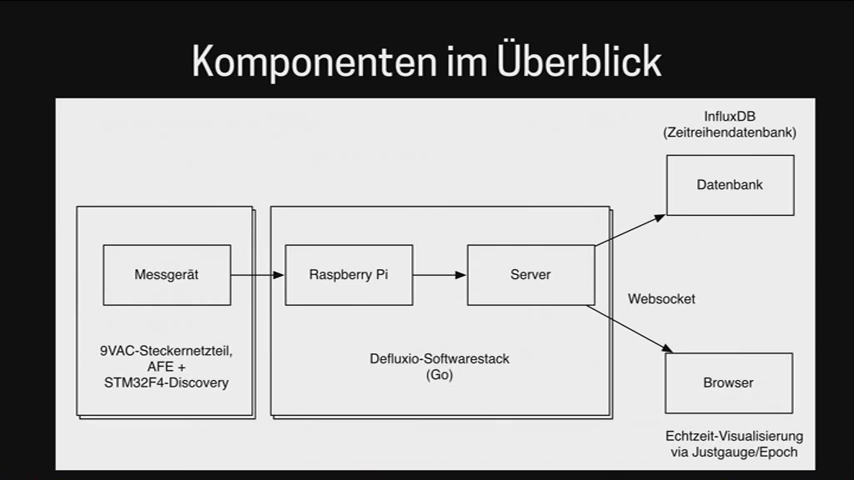 Komponenten im Überblick
InfluxDB
(Zeitreihendatenbank)
Datenbank
Messgerät
Raspberry Pi
Server
Websocket
9VAC-Steckernetzteil,
AFE +
STM32F4-Discovery
Defluxio-Softwarestack
(Go)
Browser
Echtzeit-Visualisierung
via Justgauge/Epoch